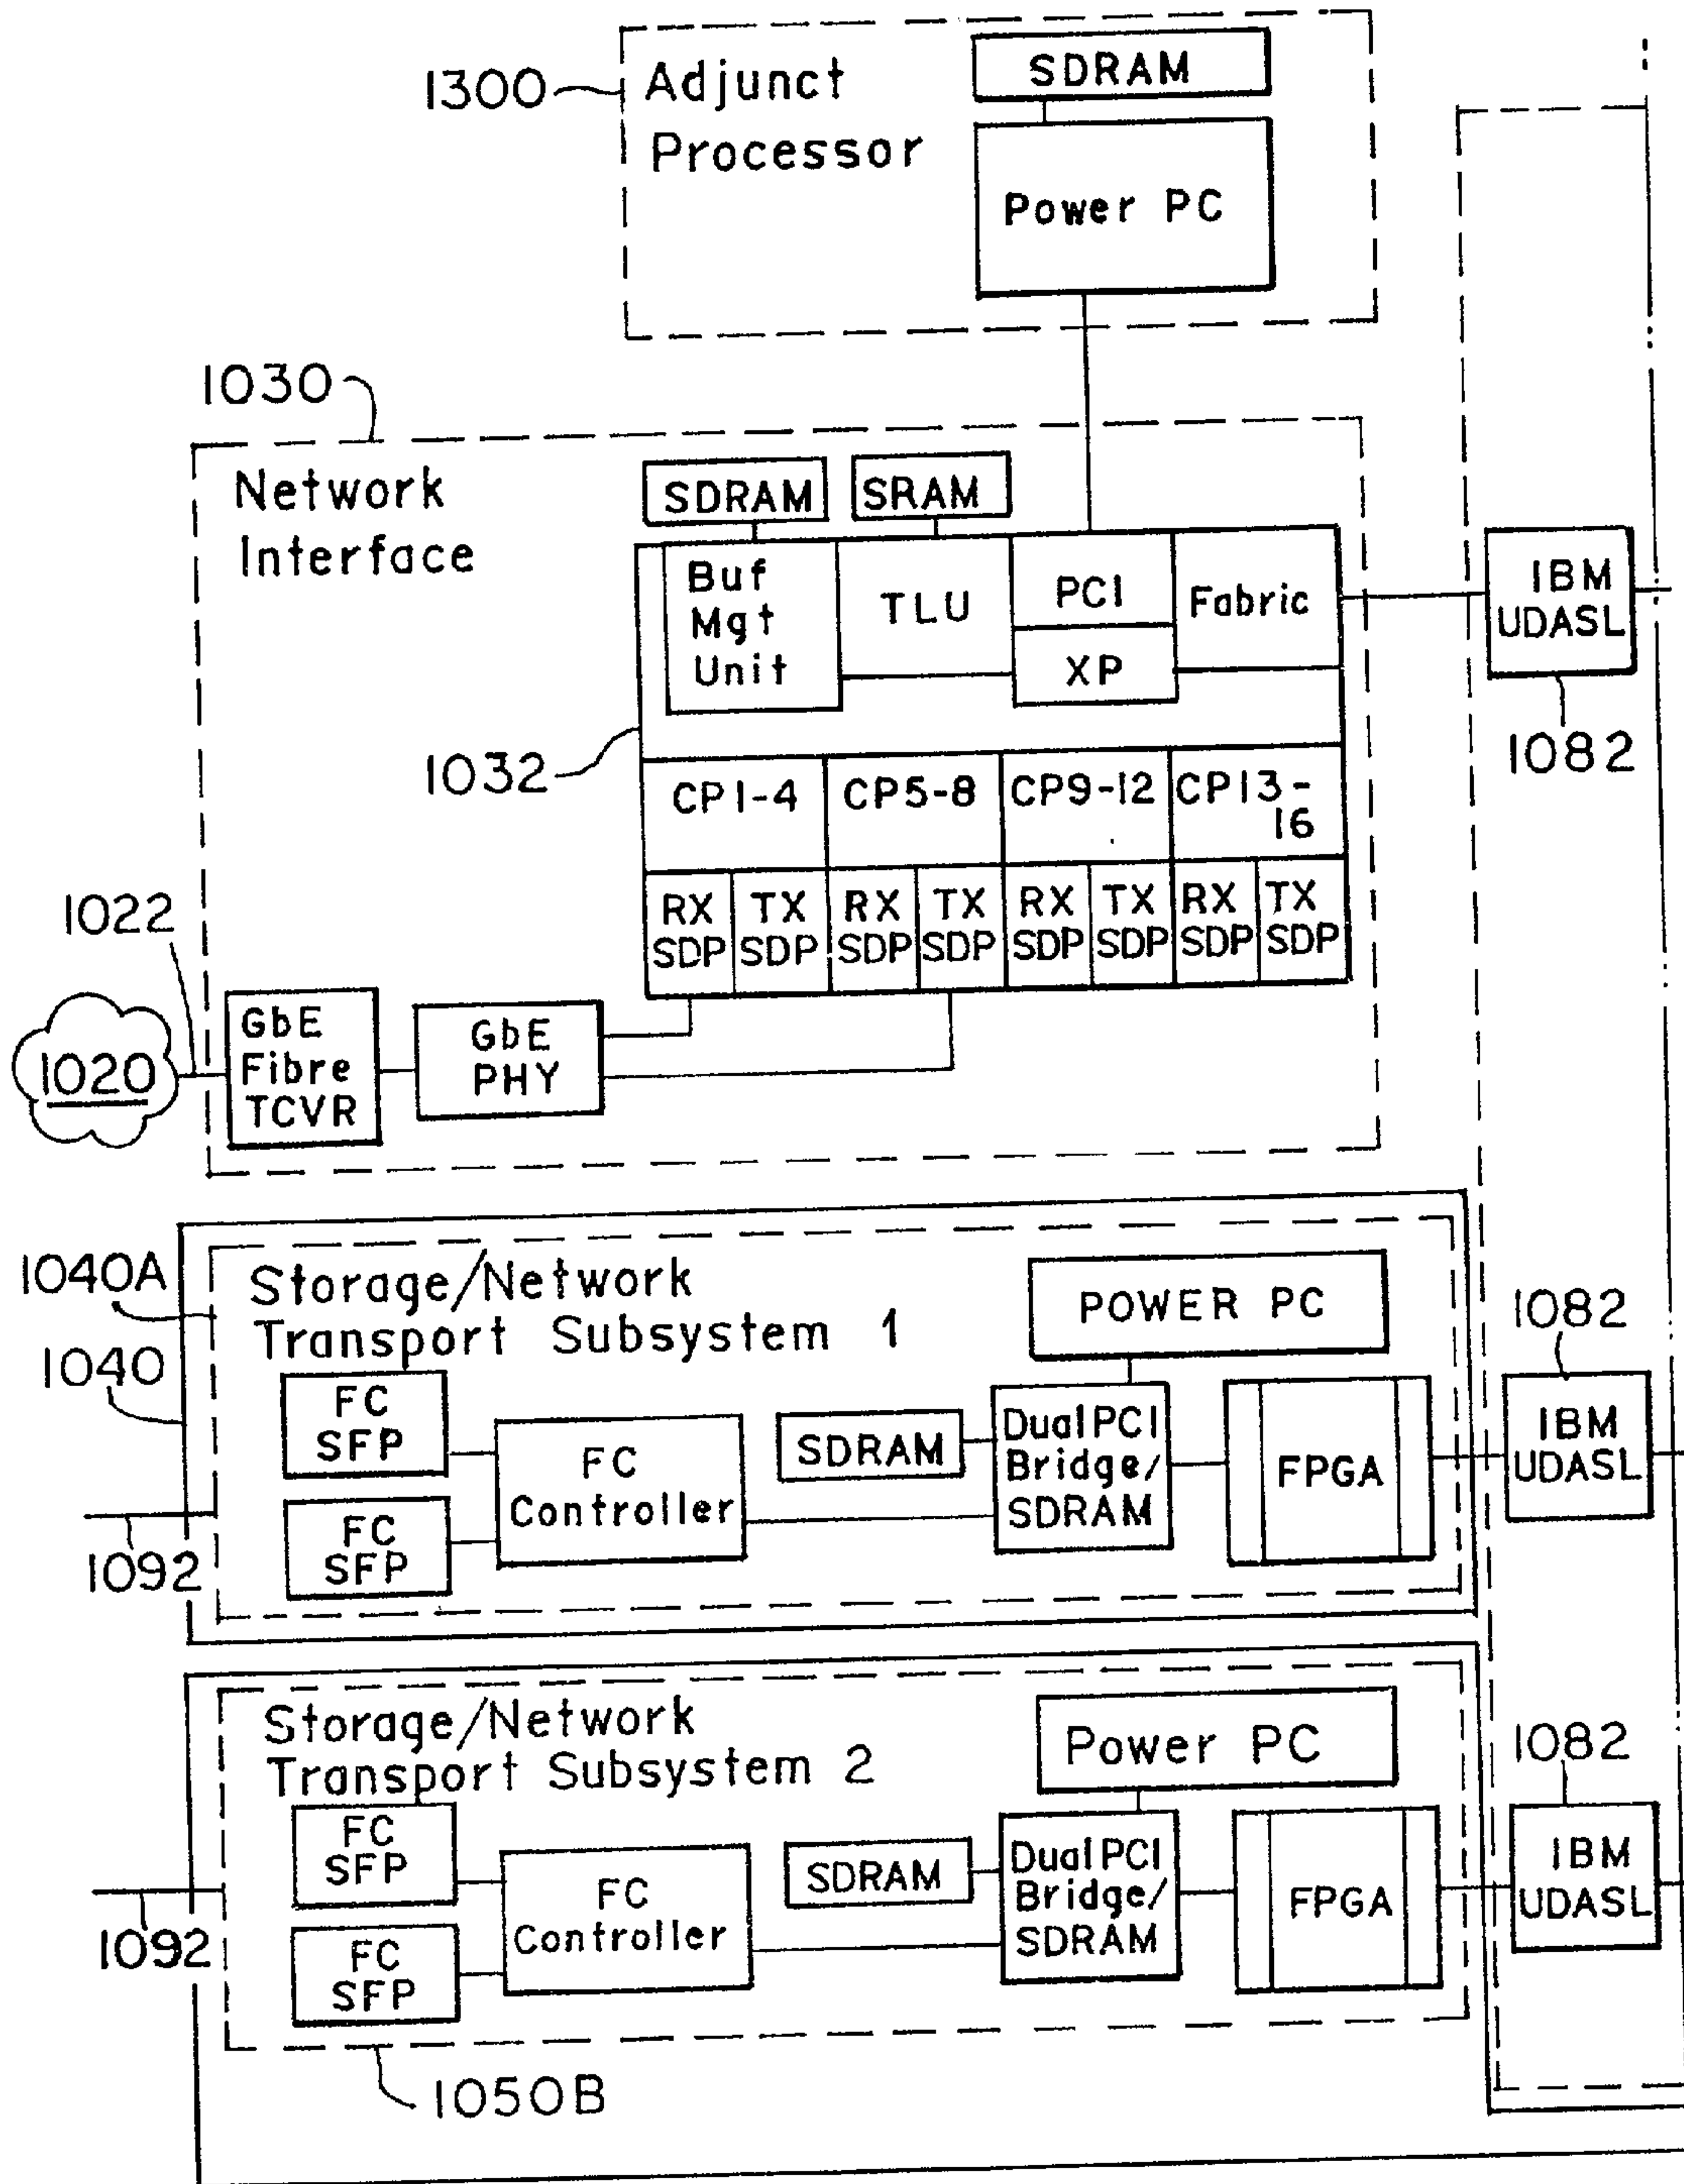 1300
Adjunct
Processor
SDRAM
Power PC
1030
Network
Interface
SDRAM
SRAM
Buf
Mgt
Unit
TLU
PCI
XP
Fabric
IBM
UDASL
1082
1032
CP1-4
CP5-8
CP9-12
CP13-
16
RX
SDP
TX
SDP
RX
SDP
TX
SDP
RX
SDP
TX
SDP
RX
SDP
TX
SDP
1022
1020
GbE
Fibre
TCVR
GbE
PHY
1040A
1040
Storage/Network
Transport Subsystem 1
POWER PC
1082
FC
SFP
FC
SFP
FC
Controller
SDRAM
Dual PCI
Bridge/
SDRAM
FPGA
IBM
UDASL
1092
Storage/Network
Transport Subsystem 2
Power PC
1082
FC
SFP
FC
SFP
FC
Controller
SDRAM
Dual PCI
Bridge/
SDRAM
FPGA
IBM
UDASL
1092
1050B